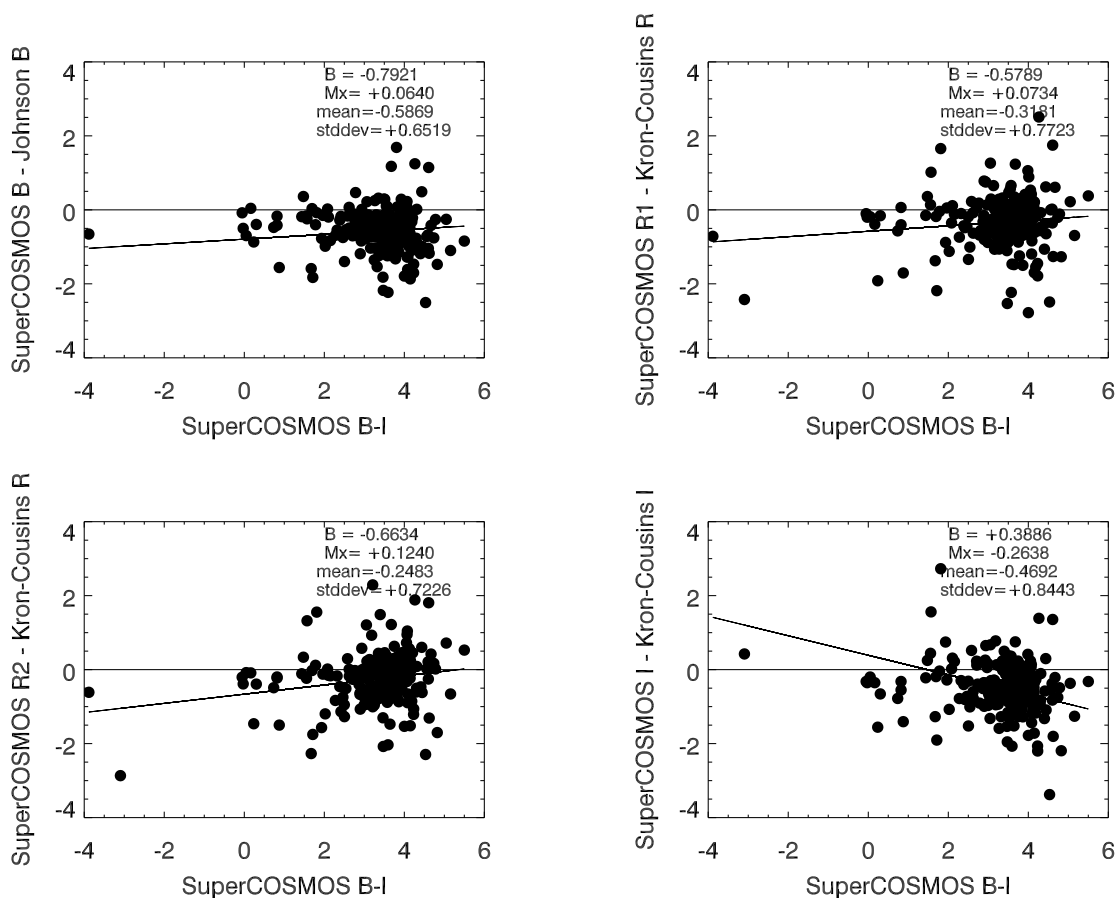 SuperCOSMOS B - Johnson B
4
2
0
-2
-4
B = -0.7921
Mx= +0.0640
mean=-0.5869
stddev=+0.6519
-4 -2 0 2 4 6
SuperCOSMOS B-I
SuperCOSMOS R1 - Kron-Cousins R
4
2
0
-2
-4
B = -0.5789
Mx= +0.0734
mean=-0.3181
stddev=+0.7723
-4 -2 0 2 4 6
SuperCOSMOS B-I
SuperCOSMOS R2 - Kron-Cousins R
4
2
0
-2
-4
B = -0.6634
Mx= +0.1240
mean=-0.2483
stddev=+0.7226
-4 -2 0 2 4 6
SuperCOSMOS B-I
SuperCOSMOS I - Kron-Cousins I
4
2
0
-2
-4
B = +0.3886
Mx= -0.2638
mean=-0.4692
stddev=+0.8443
-4 -2 0 2 4 6
SuperCOSMOS B-I